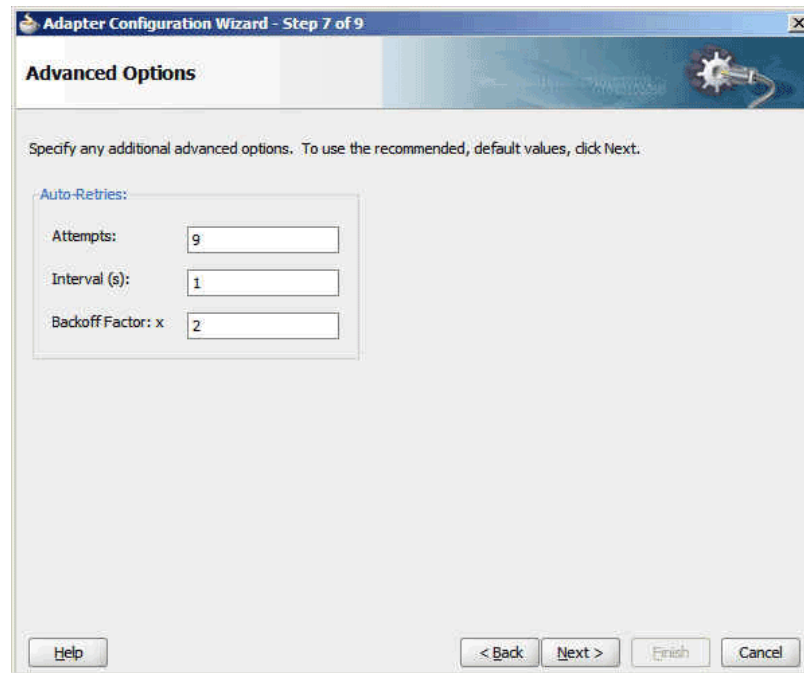 Adapter Configuration Wizard - Step 7 of 9
Advanced Options
Specify any additional advanced options. To use the recommended, default values, click Next.
Auto-Retries:
Attempts: 9
Interval (s): 1
Backoff Factor: x 2
Help < Back Next > Finish Cancel